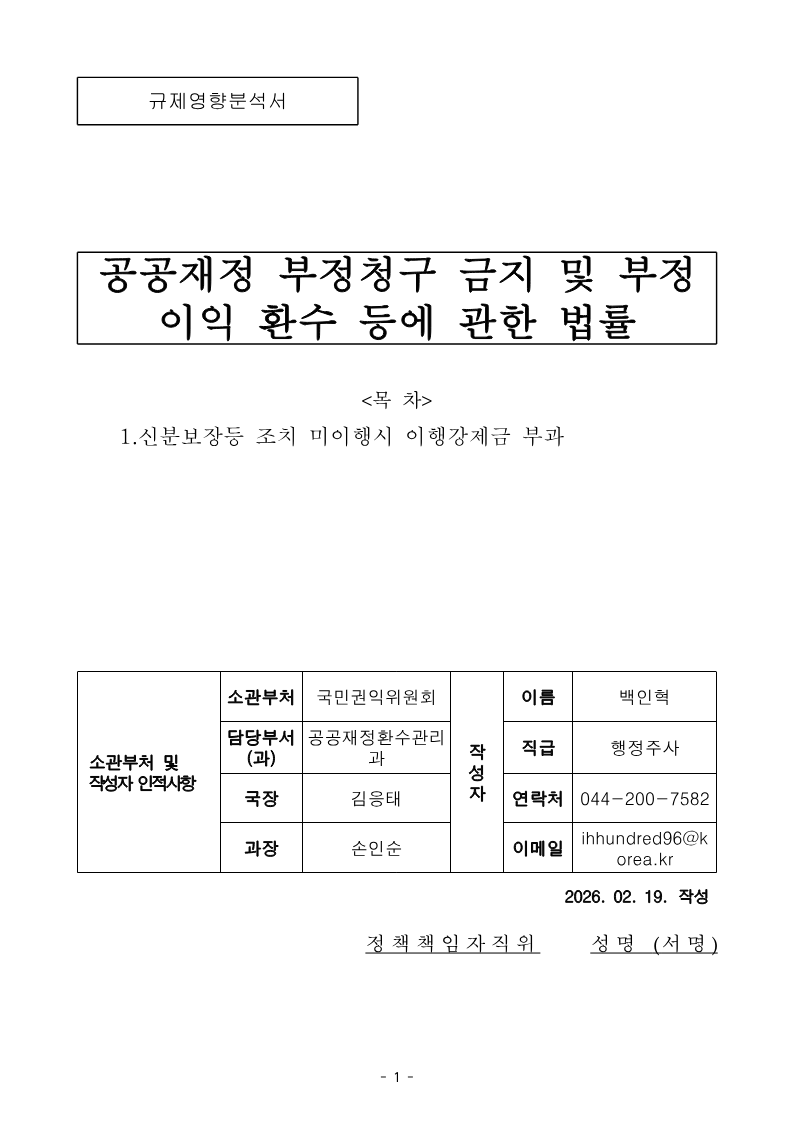 규제영향분석서
공공재정 부정청구 금지 및 부정
이익 환수 등에 관한 법률
<목 차>
1.신분보장등 조치 미이행시 이행강제금 부과
소관부처 및
작성자 인적사항
소관부처 국민권익위원회
담당부서
(과)
공공재정환수관리
과
국장 김응태
과장 손인순
작
성
자
이름 백인혁
직급 행정주사
연락처 044-200-7582
이메일
ihhundred96@k
orea.kr
2026. 02. 19. 작성
정책책임자직위 성명 (서명)
- 1 -